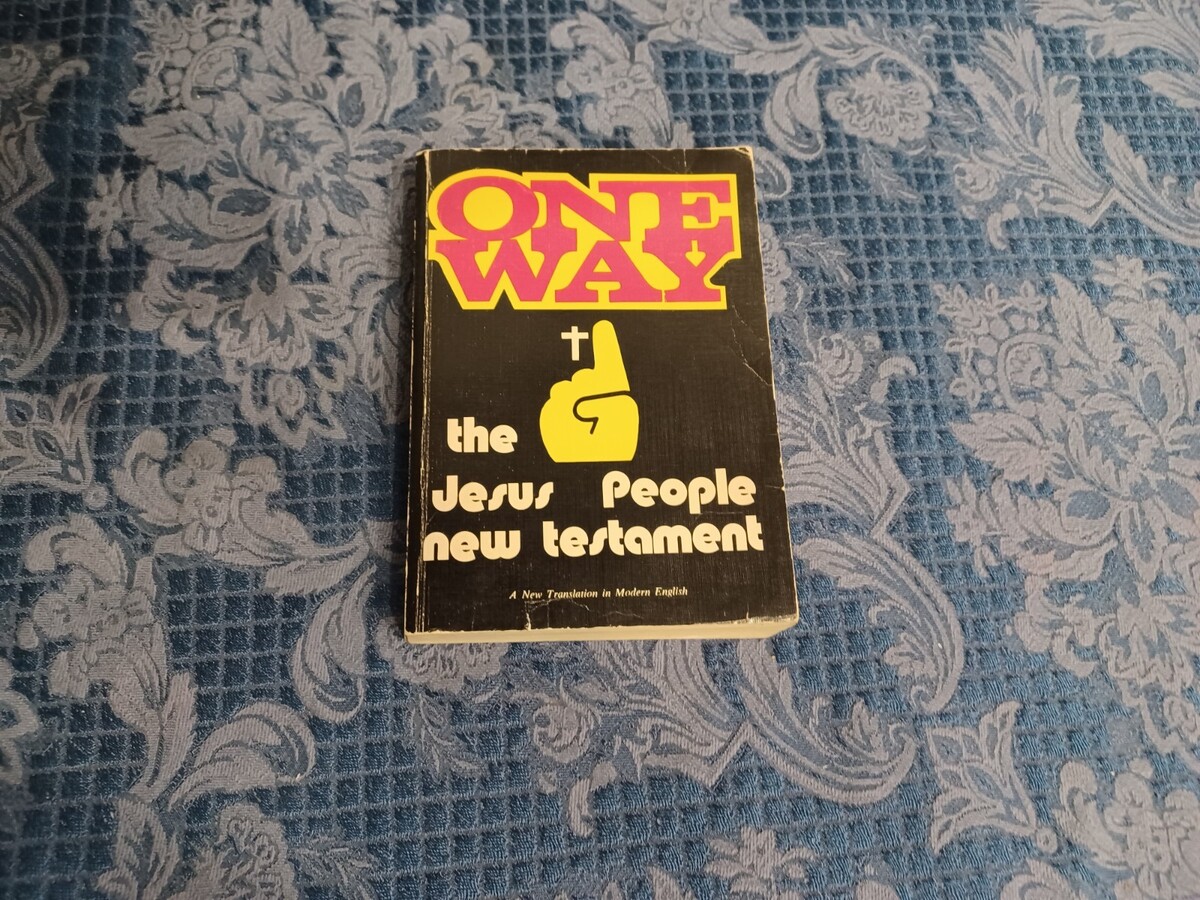 ONE
WAY
the
Jesus People
new testament
A New Translation in Modern English